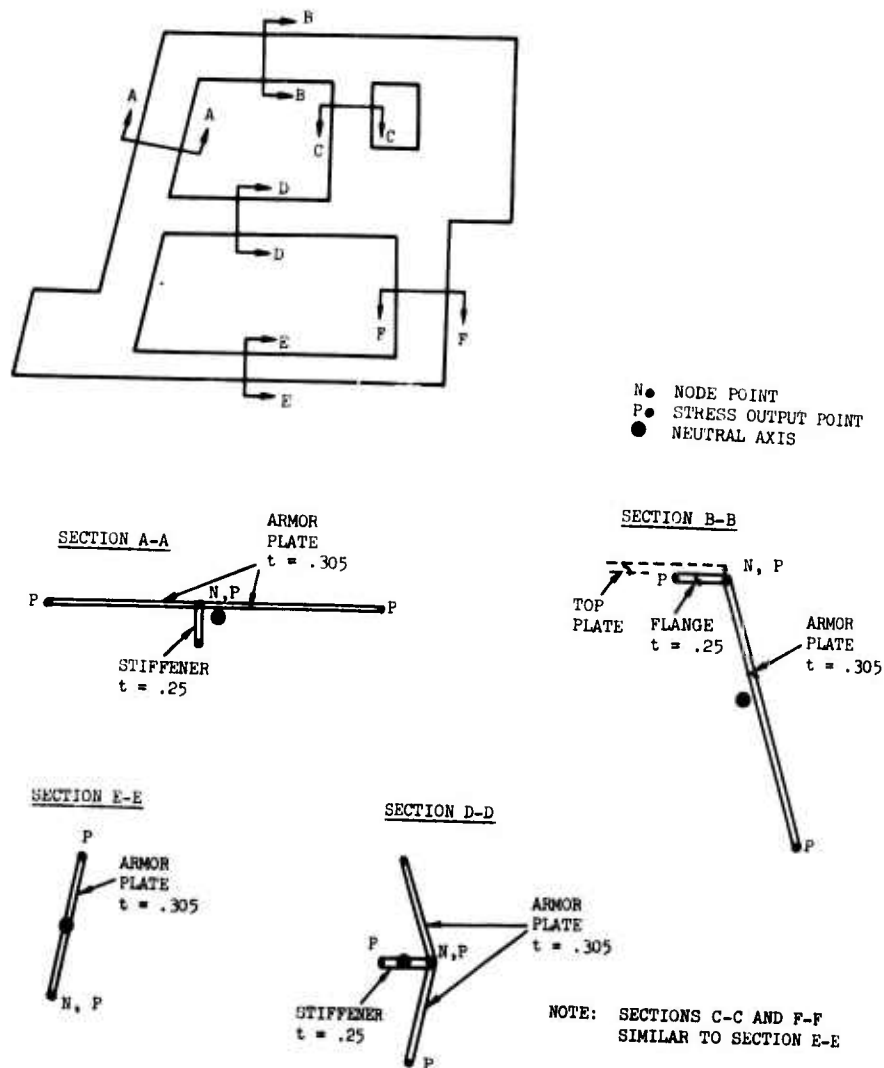 B
B
A
A
C
C
D
D
E
F
F
E
N● NODE POINT
P● STRESS OUTPUT POINT
● NEUTRAL AXIS
SECTION A-A
ARMOR
PLATE
t = .305
P
N,P
P
STIFFENER
t = .25
SECTION B-B
N, P
P
TOP
PLATE
FLANGE
t = .25
ARMOR
PLATE
t = .305
P
SECTION E-E
P
ARMOR
PLATE
t = .305
N, P
SECTION D-D
ARMOR
PLATE
t = .305
P
N,P
STIFFENER
t = .25
P
NOTE: SECTIONS C-C AND F-F
SIMILAR TO SECTION E-E